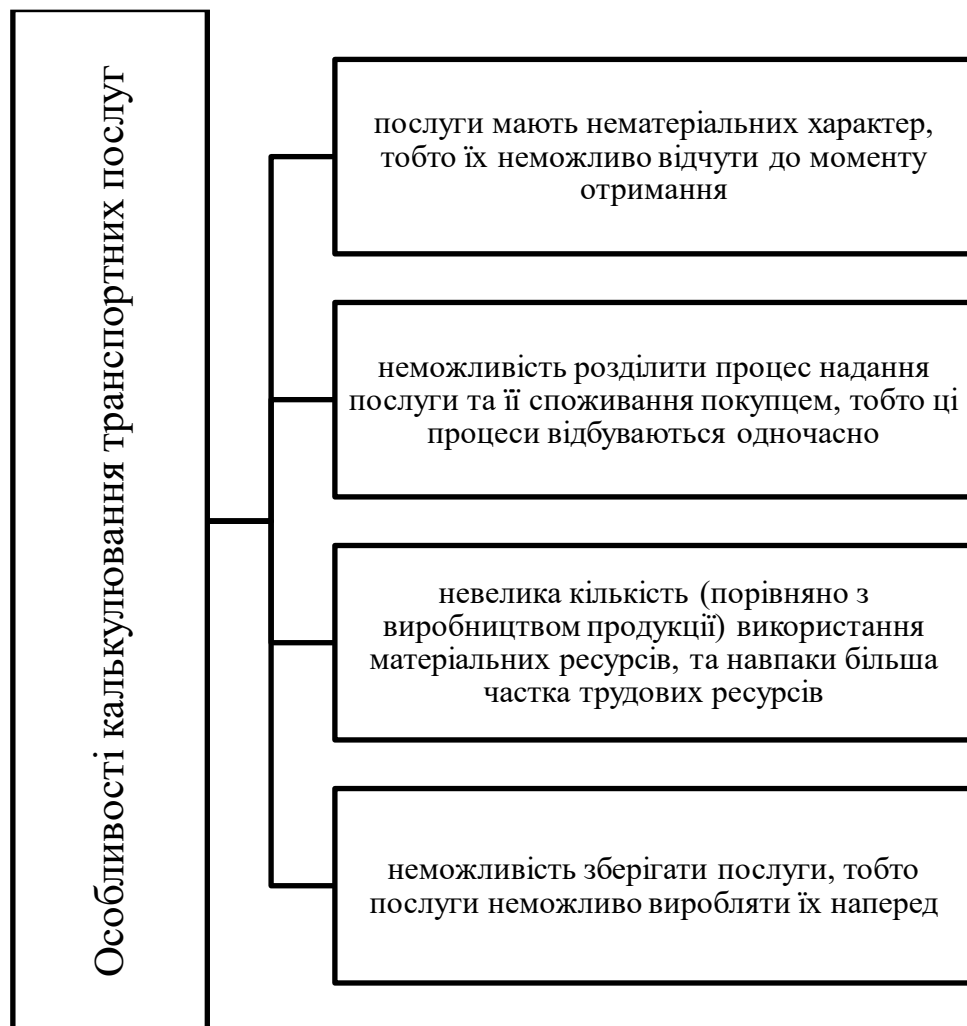 Особливості калькулювання транспортних послуг
послуги мають нематеріальних характер,
тобто їх неможливо відчути до моменту
отримання
неможливість розділити процес надання
послуги та її споживання покупцем, тобто ці
процеси відбуваються одночасно
невелика кількість (порівняно з
виробництвом продукції) використання
матеріальних ресурсів, та навпаки більша
частка трудових ресурсів
неможливість зберігати послуги, тобто
послуги неможливо виробляти їх наперед